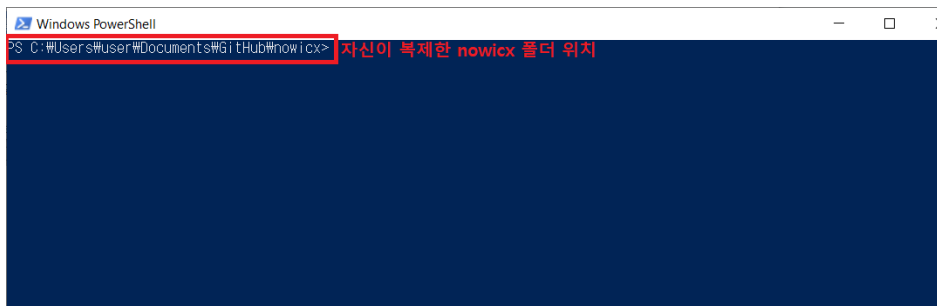 Windows PowerShell
PS C:₩Users₩user₩Documents₩GitHub₩nowicx> 자신이 복제한 nowicx 폴더 위치